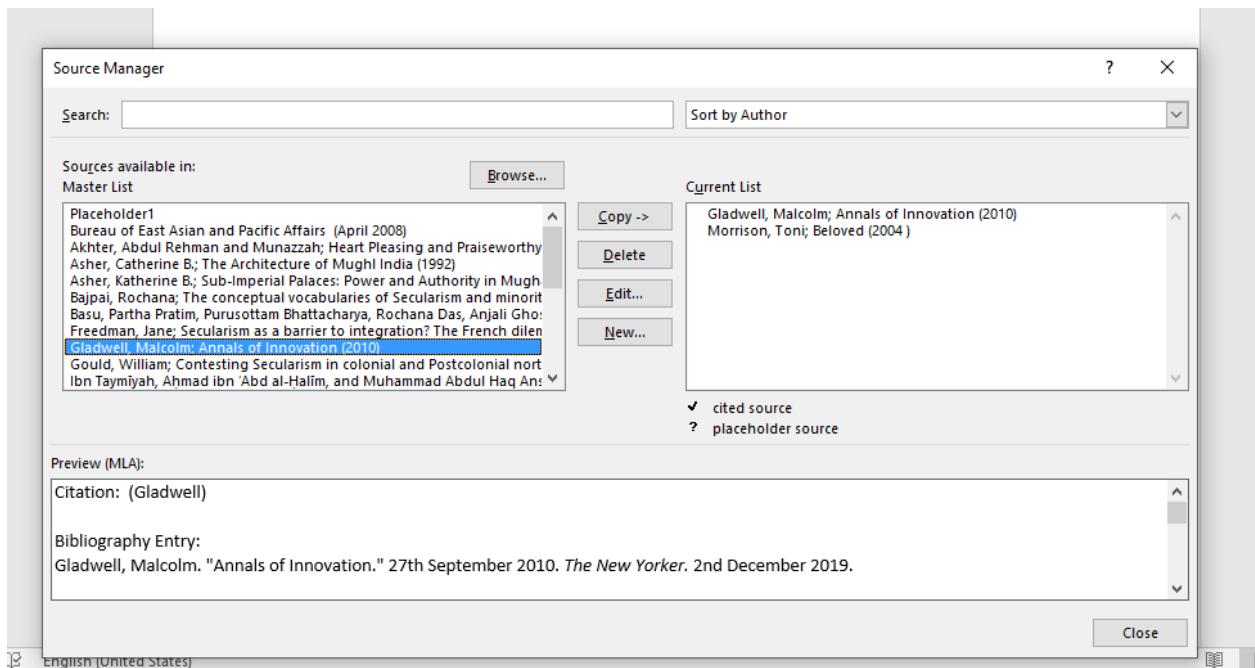 Source Manager
?
Search:
Sort by Author
Sources available in:
Master List
Browse...
Current List
Placeholder1
Bureau of East Asian and Pacific Affairs (April 2008)
Akhter, Abdul Rehman and Munazzah; Heart Pleasing and Praiseworthy
Asher, Catherine B.; The Architecture of Mughl India (1992)
Asher, Katherine B.; Sub-Imperial Palaces: Power and Authority in Mugh
Bajpai, Rochana; The conceptual vocabularies of Secularism and minorit
Basu, Partha Pratim, Purusottam Bhattacharya, Rochana Das, Anjali Gho
Freedman, Jane; Secularism as a barrier to integration? The French dilem
Gladwell, Malcolm; Annals of Innovation (2010)
Gould, William; Contesting Secularism in colonial and Postcolonial nort
Ibn Taymīyah, Aḥmad ibn ʻAbd al-Ḥalīm, and Muhammad Abdul Haq Ans
Copy ->
Delete
Edit...
New...
Gladwell, Malcolm; Annals of Innovation (2010)
Morrison, Toni; Beloved (2004 )
✓ cited source
? placeholder source
Preview (MLA):
Citation: (Gladwell)
Bibliography Entry:
Gladwell, Malcolm. "Annals of Innovation." 27th September 2010. The New Yorker. 2nd December 2019.
Close
English (United States)